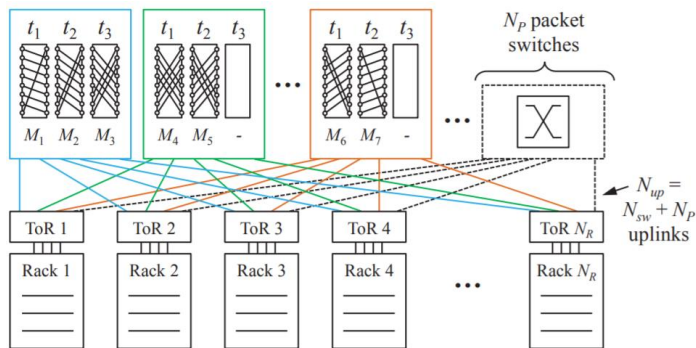 t1 t2 t3
M1 M2 M3
t1 t2 t3
M4 M5 -
...
t1 t2 t3
M6 M7 -
...
NP packet
switches
Nup =
Nsw + NP
uplinks
ToR 1 ToR 2 ToR 3 ToR 4 ToR NR
Rack 1 Rack 2 Rack 3 Rack 4 ... Rack NR